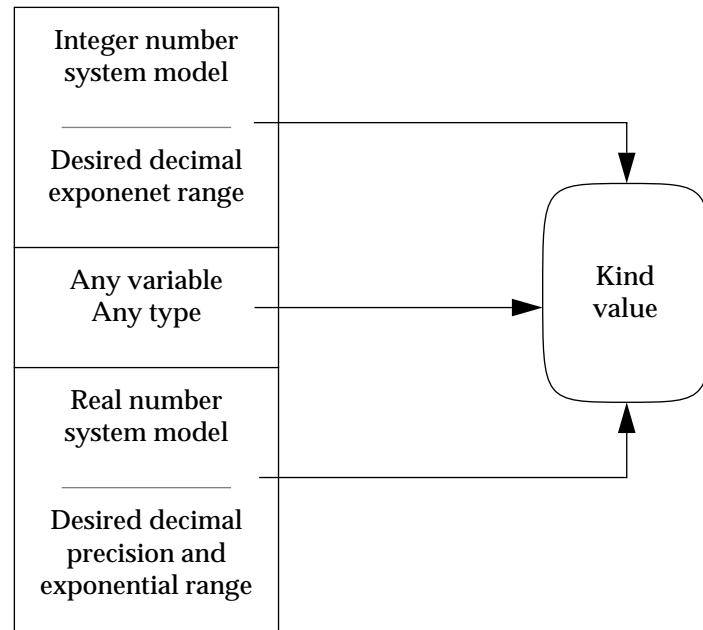 Integer number
system model
Desired decimal
exponenet range
Any variable
Any type
Real number
system model
Desired decimal
precision and
exponential range
Kind
value